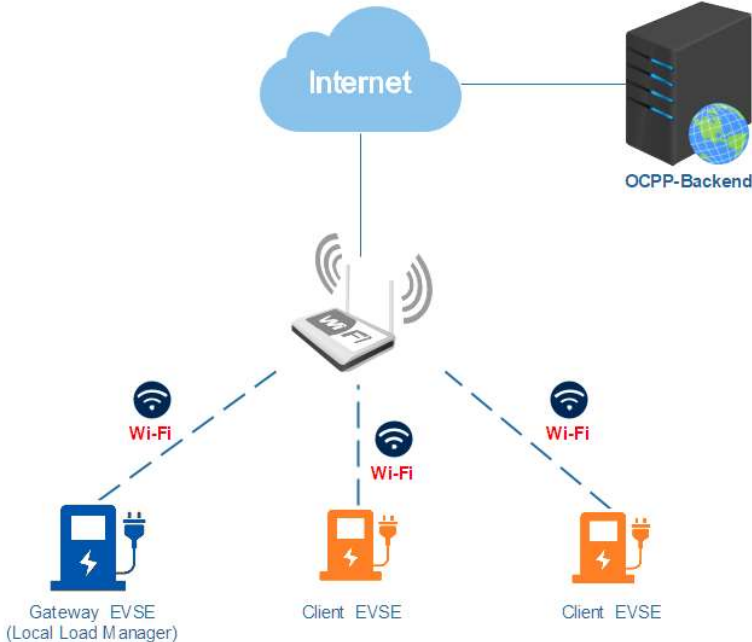 Internet
OCPP-Backend
Wi Fi
Wi-Fi
Wi-Fi
Wi-Fi
Gateway EVSE
(Local Load Manager)
Client EVSE
Client EVSE